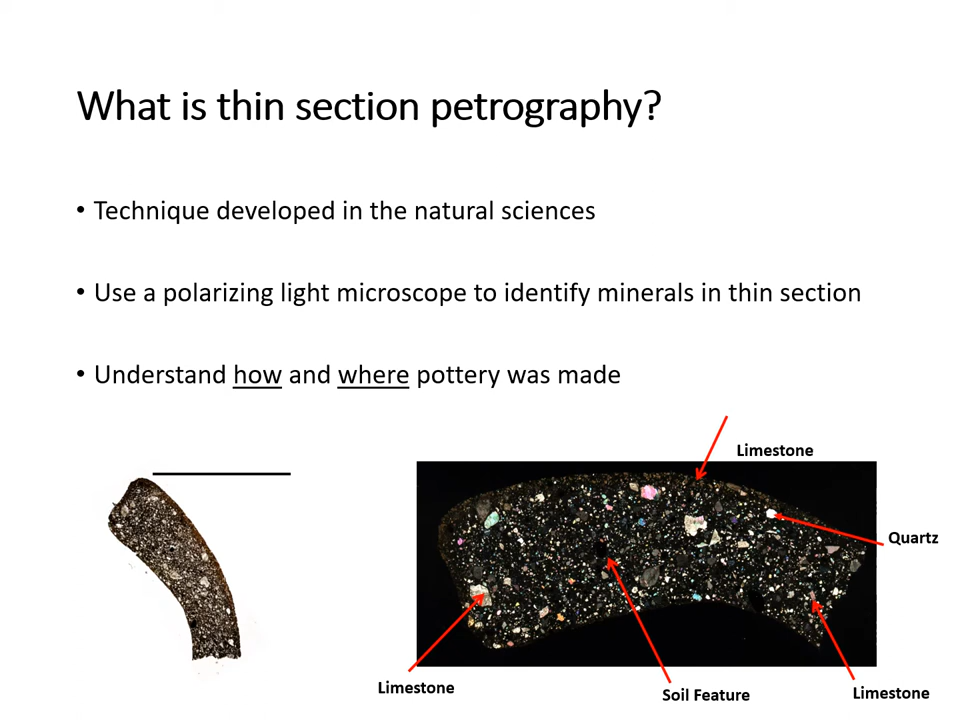 What is thin section petrography?
• Technique developed in the natural sciences
• Use a polarizing light microscope to identify minerals in thin section
• Understand how and where pottery was made
Limestone
Quartz
Limestone
Soil Feature
Limestone